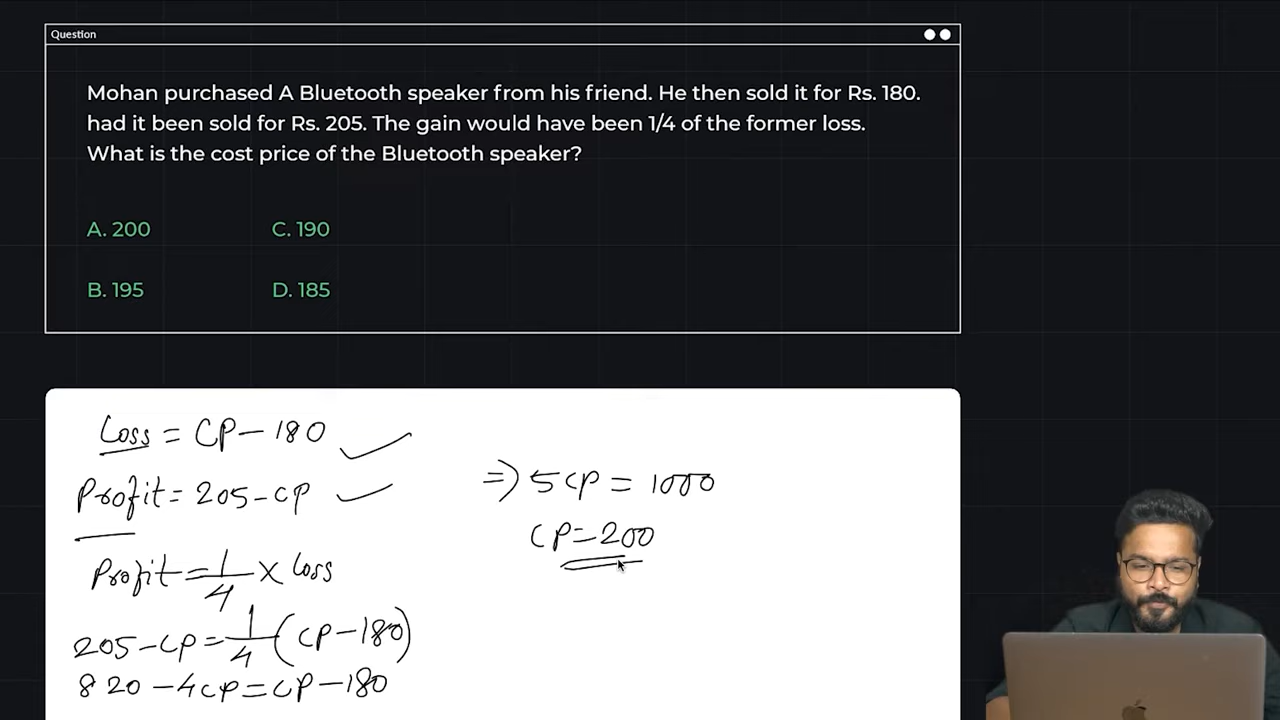 Question
Mohan purchased A Bluetooth speaker from his friend. He then sold it for Rs. 180.
had it been sold for Rs. 205. The gain would have been 1/4 of the former loss.
What is the cost price of the Bluetooth speaker?
A. 200
C. 190
B. 195
D. 185
Loss = CP - 180
Profit = 205 - CP
Profit = 1/4 × Loss
205 - CP = 1/4 (CP - 180)
820 - 4CP = CP - 180
⇒ 5CP = 1000
CP = 200